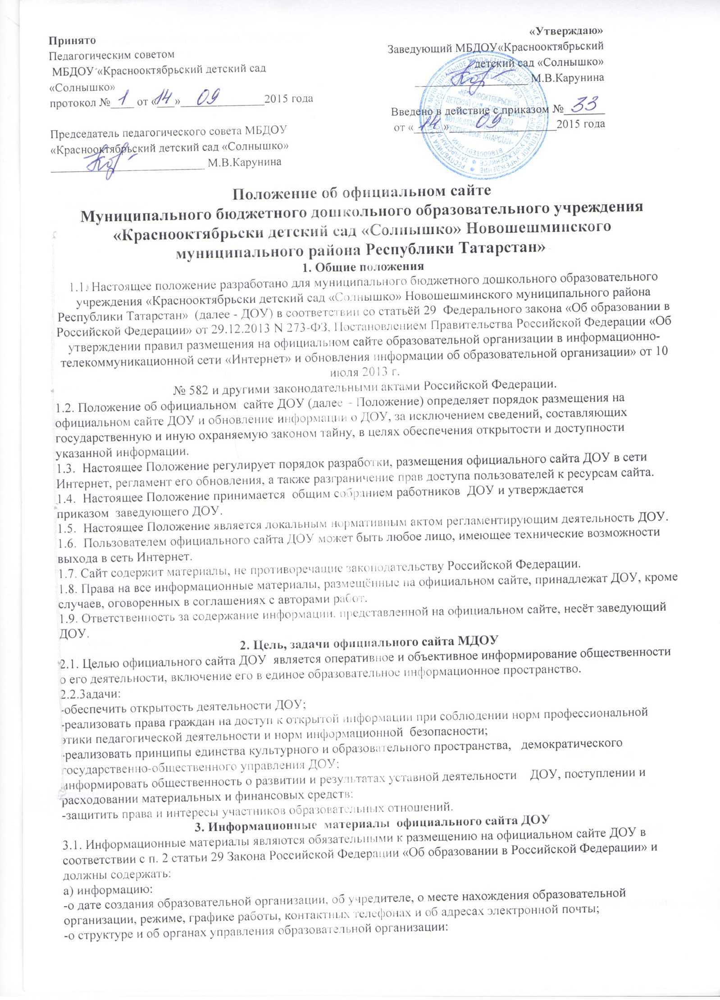 Принято
Педагогическим советом
МБДОУ «Краснооктябрьский детский сад
«Солнышко»
протокол № 1 от «14» 09 2015 года
Председатель педагогического совета МБДОУ
«Краснооктябрьский детский сад «Солнышко»
М.В.Карунина
«Утверждаю»
Заведующий МБДОУ«Краснооктябрьский
детский сад «Солнышко»
М.В.Карунина
Введено в действие с приказом № 33
от «14» 09 2015 года
«КРАСНООКТЯБРЬСКИЙ
ДЕТСКИЙ САД «СОЛНЫШКО»
МУНИЦИПАЛЬНОГО РАЙОНА
РЕСПУБЛИКИ ТАТАРСТАН»
ИНН 1631009818
Положение об официальном сайте
Муниципального бюджетного дошкольного образовательного учреждения
«Краснооктябрьски детский сад «Солнышко» Новошешминского
муниципального района Республики Татарстан»
1. Общие положения
1.1. Настоящее положение разработано для муниципального бюджетного дошкольного образовательного
учреждения «Краснооктябрьски детский сад «Солнышко» Новошешминского муниципального района
Республики Татарстан» (далее - ДОУ) в соответствии со статьёй 29 Федерального закона «Об образовании в
Российской Федерации» от 29.12.2013 N 273-ФЗ, Постановлением Правительства Российской Федерации «Об
утверждении правил размещения на официальном сайте образовательной организации в информационно-
телекоммуникационной сети «Интернет» и обновления информации об образовательной организации» от 10
июля 2013 г.
№ 582 и другими законодательными актами Российской Федерации.
1.2. Положение об официальном сайте ДОУ (далее - Положение) определяет порядок размещения на
официальном сайте ДОУ и обновление информации о ДОУ, за исключением сведений, составляющих
государственную и иную охраняемую законом тайну, в целях обеспечения открытости и доступности
указанной информации.
1.3. Настоящее Положение регулирует порядок разработки, размещения официального сайта ДОУ в сети
Интернет, регламент его обновления, а также разграничение прав доступа пользователей к ресурсам сайта.
1.4. Настоящее Положение принимается общим собранием работников ДОУ и утверждается
приказом заведующего ДОУ.
1.5. Настоящее Положение является локальным нормативным актом регламентирующим деятельность ДОУ.
1.6. Пользователем официального сайта ДОУ может быть любое лицо, имеющее технические возможности
выхода в сеть Интернет.
1.7. Сайт содержит материалы, не противоречащие законодательству Российской Федерации.
1.8. Права на все информационные материалы, размещённые на официальном сайте, принадлежат ДОУ, кроме
случаев, оговоренных в соглашениях с авторами работ.
1.9. Ответственность за содержание информации, представленной на официальном сайте, несёт заведующий
ДОУ.
2. Цель, задачи официального сайта МДОУ
2.1. Целью официального сайта ДОУ является оперативное и объективное информирование общественности
о его деятельности, включение его в единое образовательное информационное пространство.
2.2.Задачи:
-обеспечить открытость деятельности ДОУ;
-реализовать права граждан на доступ к открытой информации при соблюдении норм профессиональной
этики педагогической деятельности и норм информационной безопасности;
-реализовать принципы единства культурного и образовательного пространства, демократического
государственно-общественного управления ДОУ;
информировать общественность о развитии и результатах уставной деятельности ДОУ, поступлении и
расходовании материальных и финансовых средств;
-защитить права и интересы участников образовательных отношений.
3. Информационные материалы официального сайта ДОУ
3.1. Информационные материалы являются обязательными к размещению на официальном сайте ДОУ в
соответствии с п. 2 статьи 29 Закона Российской Федерации «Об образовании в Российской Федерации» и
должны содержать:
а) информацию:
-о дате создания образовательной организации, об учредителе, о месте нахождения образовательной
организации, режиме, графике работы, контактных телефонах и об адресах электронной почты;
-о структуре и об органах управления образовательной организации: